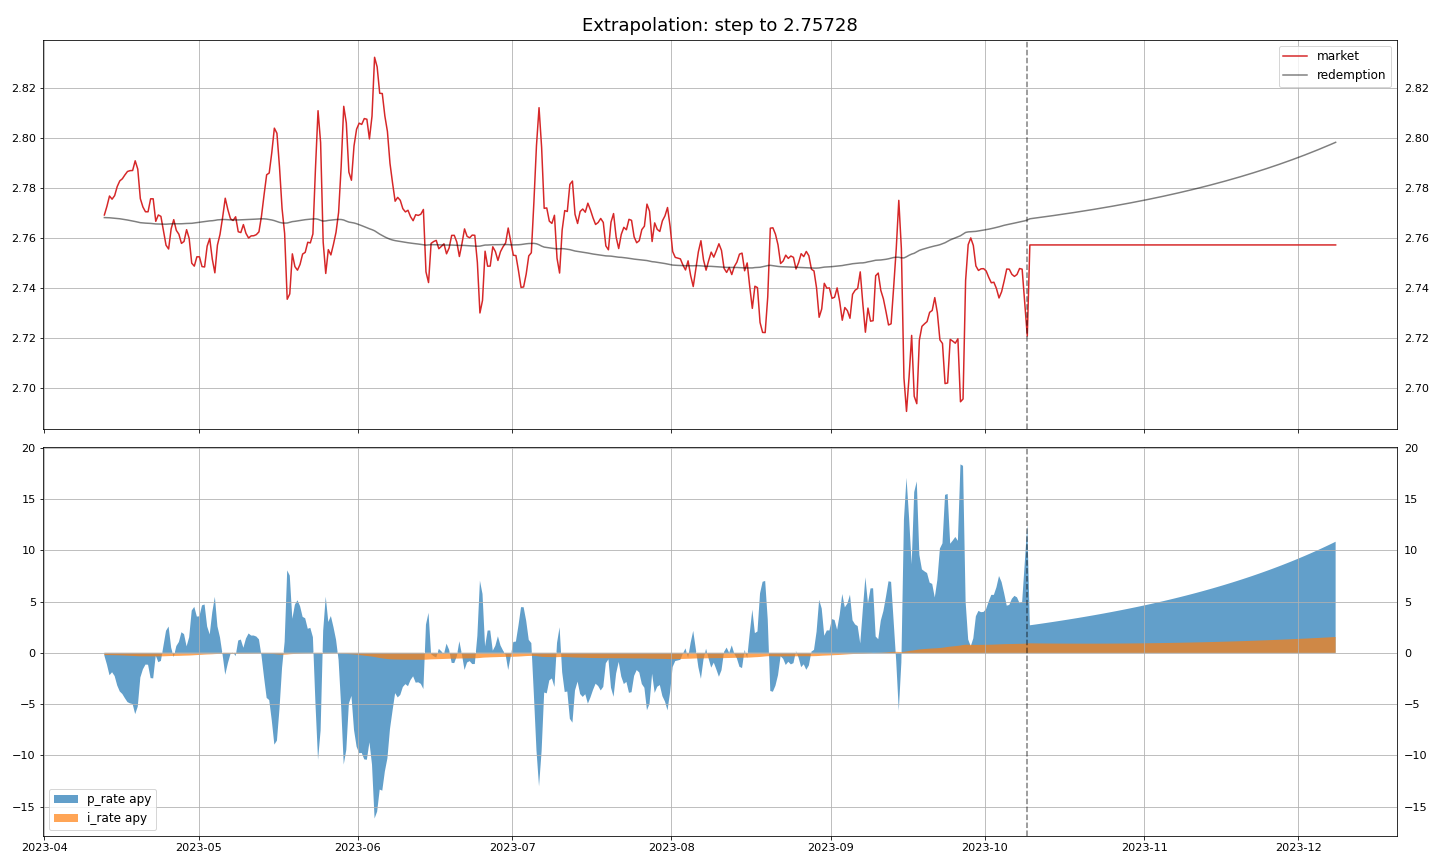 Extrapolation: step to 2.75728
market
redemption
2.82 2.82
2.80 2.80
2.78 2.78
2.76 2.76
2.74 2.74
2.72 2.72
2.70 2.70
20 20
15 15
10 10
5 5
0 0
−5 −5
−10 −10
−15 −15
p_rate apy
i_rate apy
2023-04 2023-05 2023-06 2023-07 2023-08 2023-09 2023-10 2023-11 2023-12